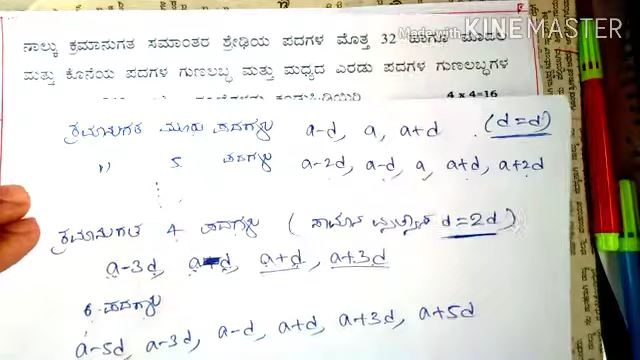 Made with KINEMASTER
ನಾಲ್ಕು ಕ್ರಮಾನುಗತ ಸಮಾಂತರ ಶ್ರೇಢಿಯ ಪದಗಳ ಮೊತ್ತ 32 ಹಾಗೂ ಮೊದಲ
ಮತ್ತು ಕೊನೆಯ ಪದಗಳ ಗುಣಲಬ್ಧ ಮತ್ತು ಮಧ್ಯದ ಎರಡು ಪದಗಳ ಗುಣಲಬ್ಧಗಳ
4 x 4=16
ಕ್ರಮಾನುಗತ ಮೂರು ಪದಗಳು a-d, a, a+d (d=d)
" 5 ಪದಗಳು a-2d, a-d, a, a+d, a+2d
ಕ್ರಮಾನುಗತ 4 ಪದಗಳು (ಸಾಮಾನ್ಯ ವ್ಯತ್ಯಾಸ d=2d)
a-3d, a-d, a+d, a+3d
6 ಪದಗಳು
a-5d, a-3d, a-d, a+d, a+3d, a+5d